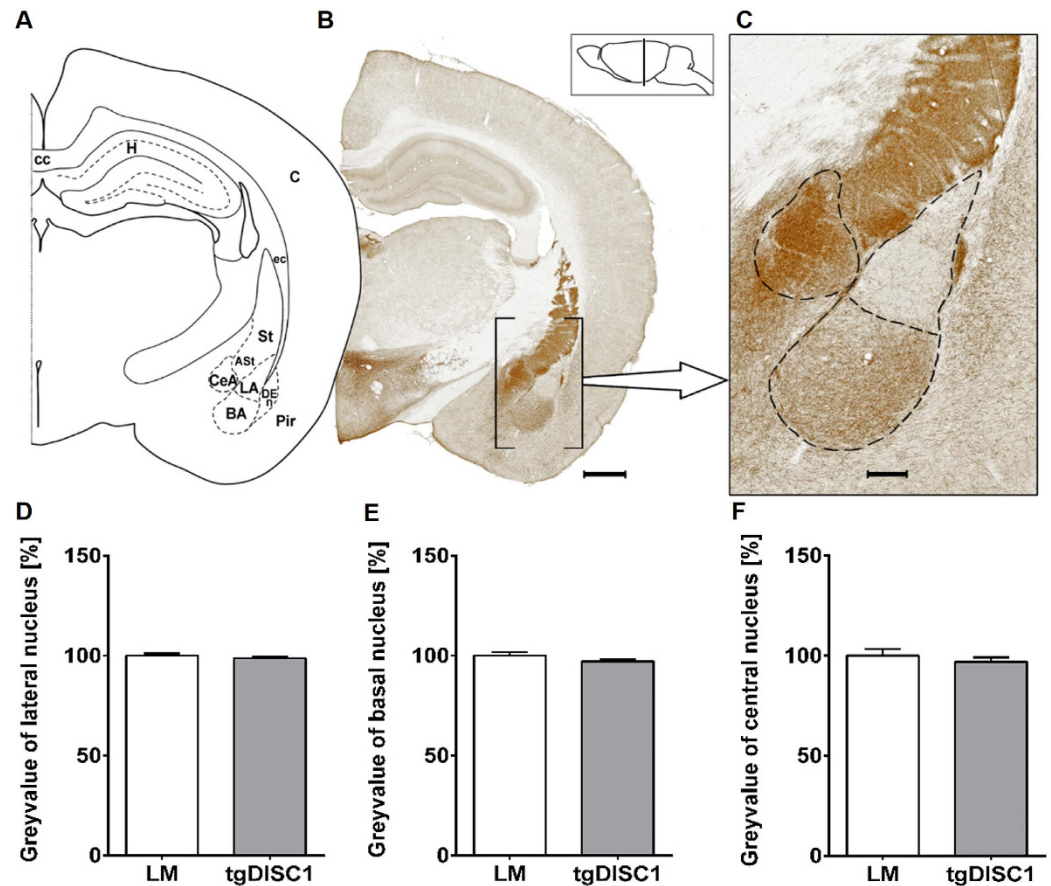 A
B
C
cc
H
C
ec
St
ASt
CeA
LA
DE
n
BA
Pir
D
E
F
Greyvalue of lateral nucleus [%]
150
100
50
0
LM
tgDISC1
Greyvalue of basal nucleus [%]
150
100
50
0
LM
tgDISC1
Greyvalue of central nucleus [%]
150
100
50
0
LM
tgDISC1